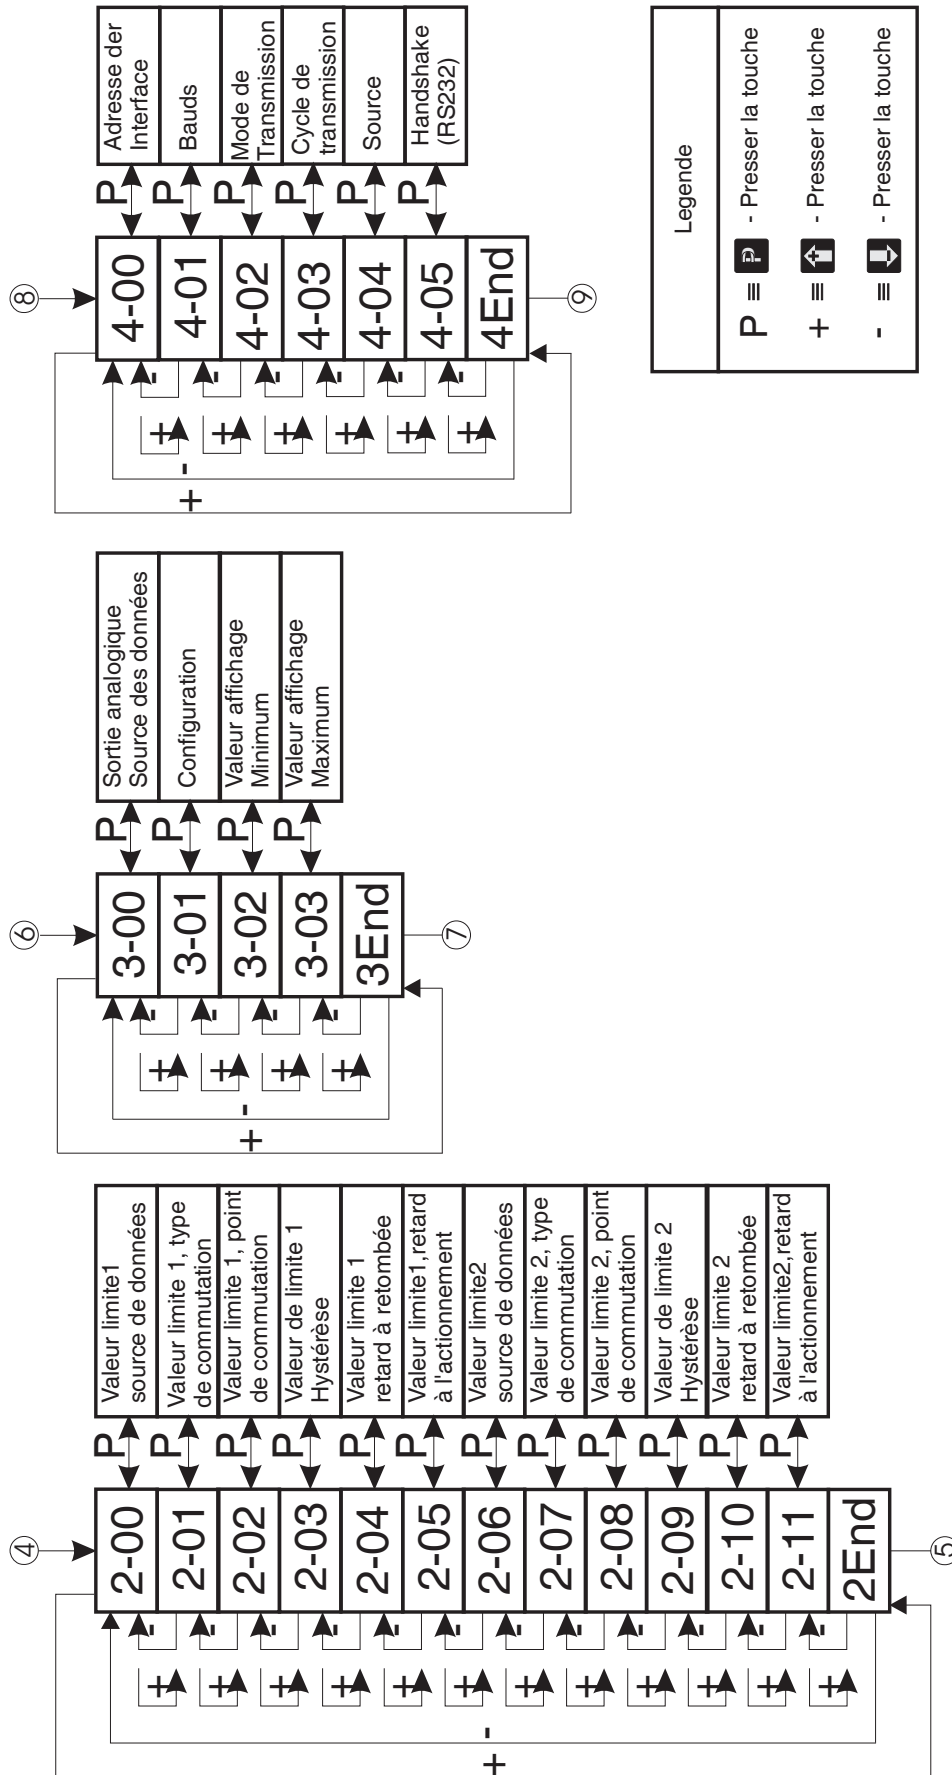 ④
2-00
P
Valeur limite1
source de données
2-01
P
Valeur limite 1, type
de commutation
2-02
P
Valeur limite 1, point
de commutation
2-03
P
Valeur de limite 1
Hystérèse
2-04
P
Valeur limite 1
retard à retombée
2-05
P
Valeur limite1,retard
à l'actionnement
2-06
P
Valeur limite2
source de données
2-07
P
Valeur limite 2, type
de commutation
2-08
P
Valeur limite 2, point
de commutation
2-09
P
Valeur de limite 2
Hystérèse
2-10
P
Valeur limite 2
retard à retombée
2-11
P
Valeur limite2,retard
à l'actionnement
2End
⑤
+ -
+ -
+ -
+ -
+ -
+ -
+ -
+ -
+ -
+ -
+ -
+ -
+ -
⑥
3-00
P
Sortie analogique
Source des données
3-01
P
Configuration
3-02
P
Valeur affichage
Minimum
3-03
P
Valeur affichage
Maximum
3End
⑦
+ -
+ -
+ -
+ -
+ -
⑧
4-00
P
Adresse der
Interface
4-01
P
Bauds
4-02
P
Mode de
Transmission
4-03
P
Cycle de
transmission
4-04
P
Source
4-05
P
Handshake
(RS232)
4End
⑨
+ -
+ -
+ -
+ -
+ -
+ -
+ -
Legende
P ≡ P - Presser la touche
+ ≡ - Presser la touche
- ≡ - Presser la touche